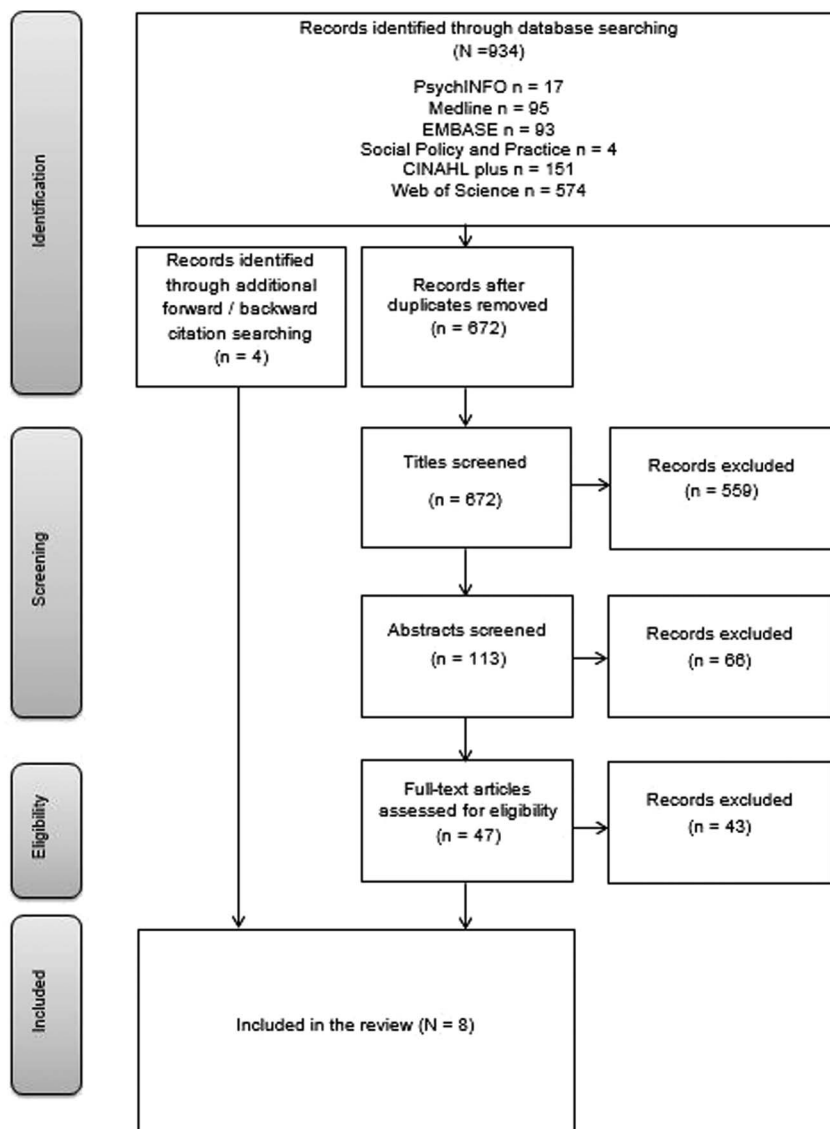 Identification
Records identified through database searching
(N =934)
PsychINFO n = 17
Medline n = 95
EMBASE n = 93
Social Policy and Practice n = 4
CINAHL plus n = 151
Web of Science n = 574
Records identified
through additional
forward / backward
citation searching
(n = 4)
Records after
duplicates removed
(n = 672)
Screening
Titles screened
(n = 672)
Records excluded
(n = 559)
Abstracts screened
(n = 113)
Records excluded
(n = 66)
Eligibility
Full-text articles
assessed for eligibility
(n = 47)
Records excluded
(n = 43)
Included
Included in the review (N = 8)